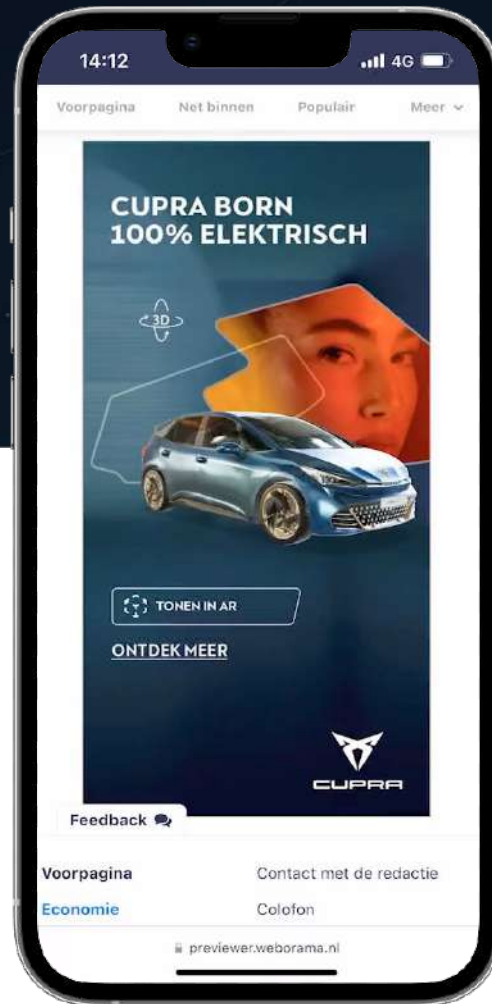 14:12
4G
Voorpagina Net binnen Populair Meer
CUPRA BORN
100% ELEKTRISCH
3D
TONEN IN AR
ONTDEK MEER
CUPRA
Feedback
Voorpagina Contact met de redactie
Economie Colofon
previewer.weborama.nl